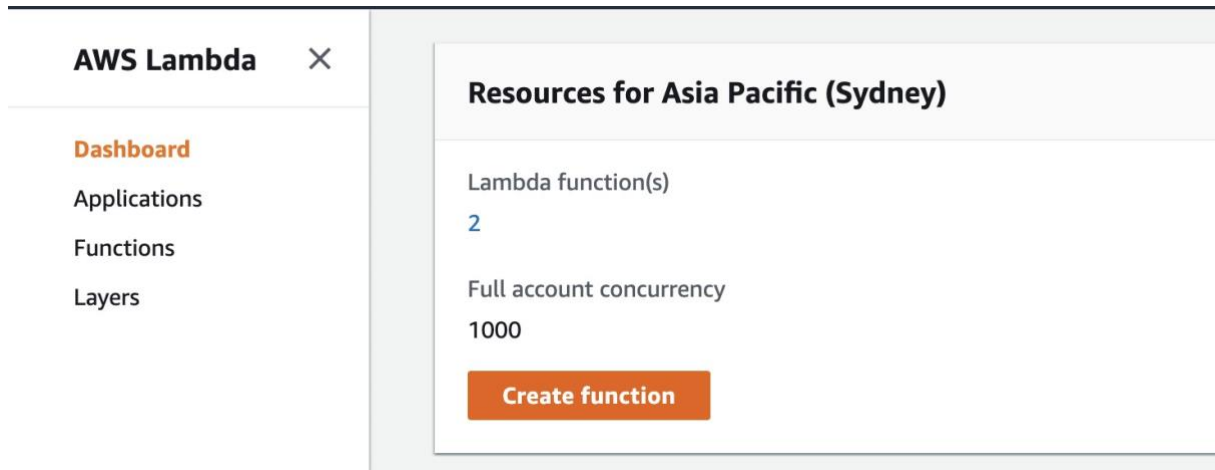 AWS Lambda
Dashboard
Applications
Functions
Layers
Resources for Asia Pacific (Sydney)
Lambda function(s)
2
Full account concurrency
1000
Create function